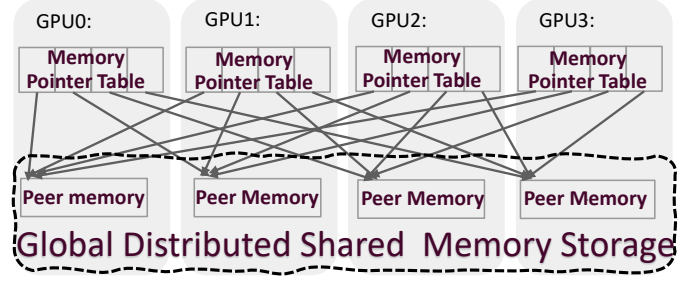 GPU0:
GPU1:
GPU2:
GPU3:
Memory
Pointer Table
Memory
Pointer Table
Memory
Pointer Table
Memory
Pointer Table
Peer memory
Peer Memory
Peer Memory
Peer Memory
Global Distributed Shared Memory Storage